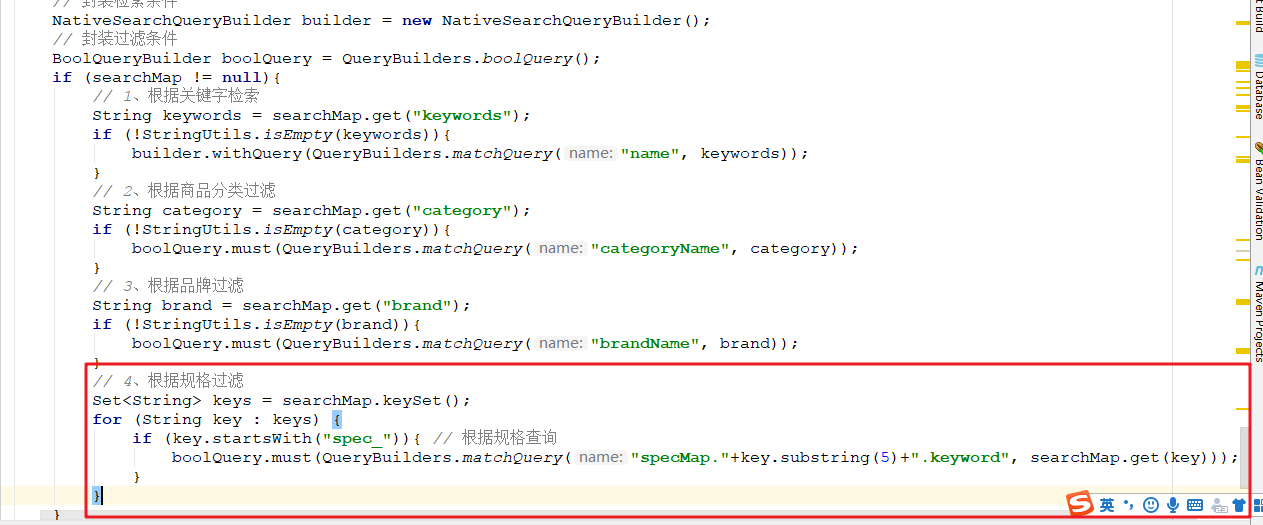 // 封装检索条件
NativeSearchQueryBuilder builder = new NativeSearchQueryBuilder();
// 封装过滤条件
BoolQueryBuilder boolQuery = QueryBuilders.boolQuery();
if (searchMap != null){
// 1、根据关键字检索
String keywords = searchMap.get("keywords");
if (!StringUtils.isEmpty(keywords)){
builder.withQuery(QueryBuilders.matchQuery( name: "name", keywords));
}
// 2、根据商品分类过滤
String category = searchMap.get("category");
if (!StringUtils.isEmpty(category)){
boolQuery.must(QueryBuilders.matchQuery( name: "categoryName", category));
}
// 3、根据品牌过滤
String brand = searchMap.get("brand");
if (!StringUtils.isEmpty(brand)){
boolQuery.must(QueryBuilders.matchQuery( name: "brandName", brand));
}
// 4、根据规格过滤
Set<String> keys = searchMap.keySet();
for (String key : keys) {
if (key.startsWith("spec_")){ // 根据规格查询
boolQuery.must(QueryBuilders.matchQuery( name: "specMap."+key.substring(5)+".keyword", searchMap.get(key)));
}
}
}
Build
Database
Bean Validation
Maven Projects
英